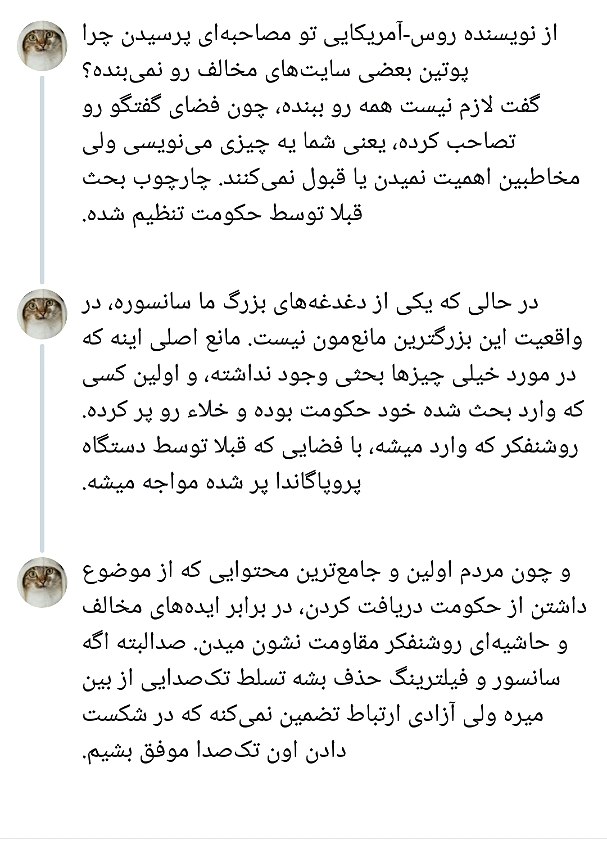 از نویسنده روس-آمریکایی تو مصاحبه‌ای پرسیدن چرا
پوتین بعضی سایت‌های مخالف رو نمی‌بنده؟
گفت لازم نیست همه رو ببنده، چون فضای گفتگو رو
تصاحب کرده، یعنی شما یه چیزی می‌نویسی ولی
مخاطبین اهمیت نمیدن یا قبول نمی‌کنند. چارچوب بحث
قبلا توسط حکومت تنظیم شده.
در حالی که یکی از دغدغه‌های بزرگ ما سانسوره، در
واقعیت این بزرگترین مانع‌مون نیست. مانع اصلی اینه که
در مورد خیلی چیزها بحثی وجود نداشته، و اولین کسی
که وارد بحث شده خود حکومت بوده و خلاء رو پر کرده.
روشنفکر که وارد میشه، با فضایی که قبلا توسط دستگاه
پروپاگاندا پر شده مواجه میشه.
و چون مردم اولین و جامع‌ترین محتوایی که از موضوع
داشتن از حکومت دریافت کردن، در برابر ایده‌های مخالف
و حاشیه‌ای روشنفکر مقاومت نشون میدن. صدالبته اگه
سانسور و فیلترینگ حذف بشه تسلط تک‌صدایی از بین
میره ولی آزادی ارتباط تضمین نمی‌کنه که در شکست
دادن اون تک‌صدا موفق بشیم.